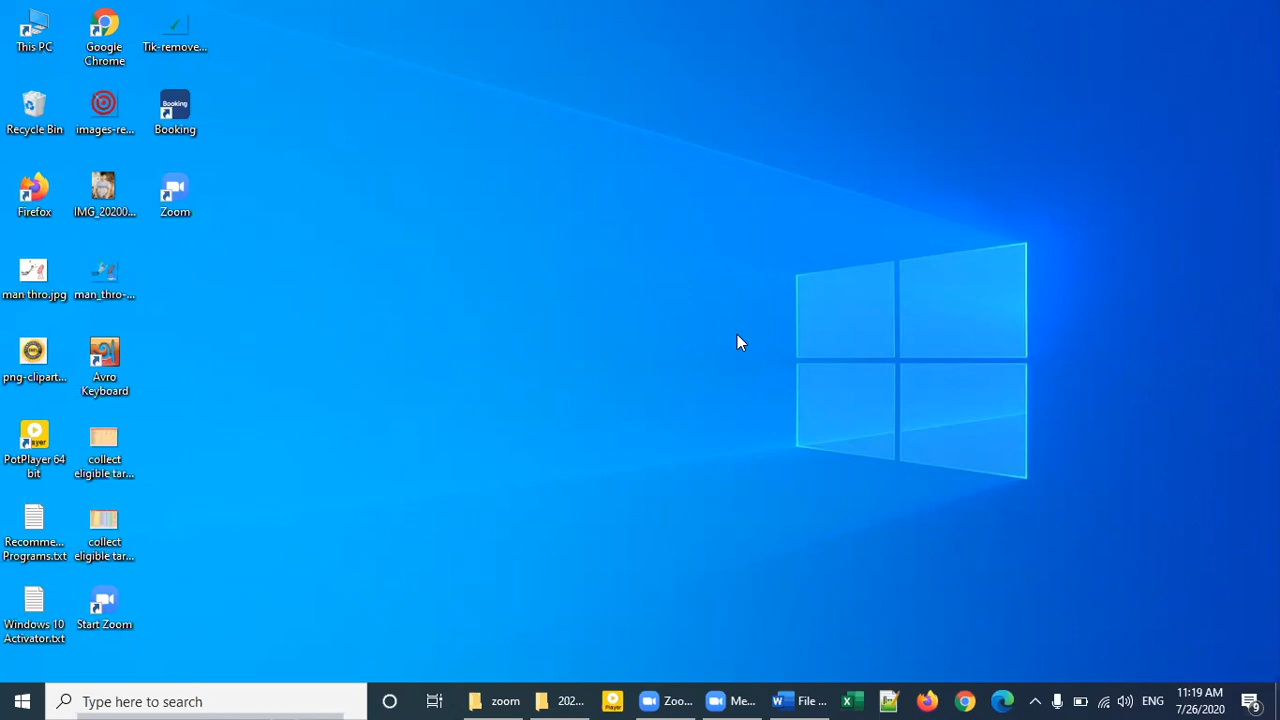 This PC
Google Chrome
Tik-remove...
Recycle Bin
images-re...
Booking
Booking
Firefox
IMG_20200...
Zoom
man thro.jpg
man_thro-...
png-clipart...
Avro Keyboard
PotPlayer 64 bit
collect eligible tar...
Recomme... Programs.txt
collect eligible tar...
Windows 10 Activator.txt
Start Zoom
Type here to search
zoom
202...
Zoo...
Me...
File ...
ENG
11:19 AM
7/26/2020
9